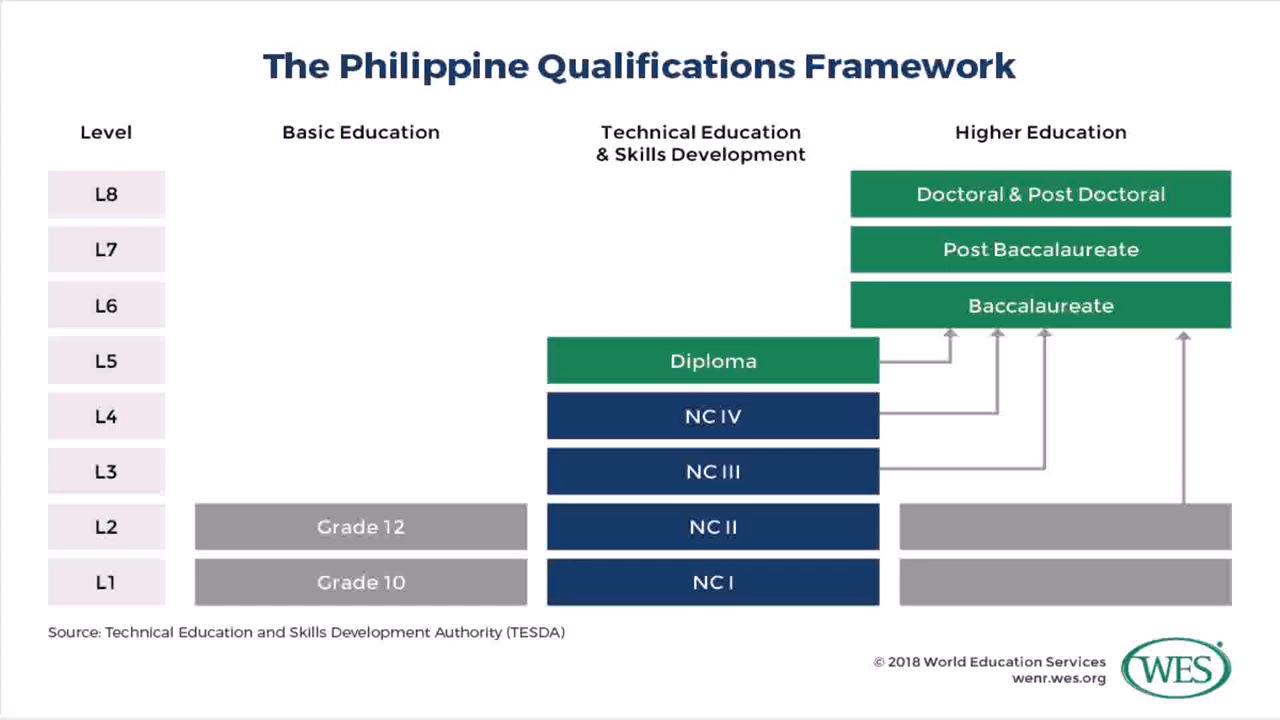 The Philippine Qualifications Framework
Level
Basic Education
Technical Education
& Skills Development
Higher Education
L8
Doctoral & Post Doctoral
L7
Post Baccalaureate
L6
Baccalaureate
L5
Diploma
L4
NC IV
L3
NC III
L2
Grade 12
NC II
L1
Grade 10
NC I
Source: Technical Education and Skills Development Authority (TESDA)
© 2018 World Education Services
wenr.wes.org
WES